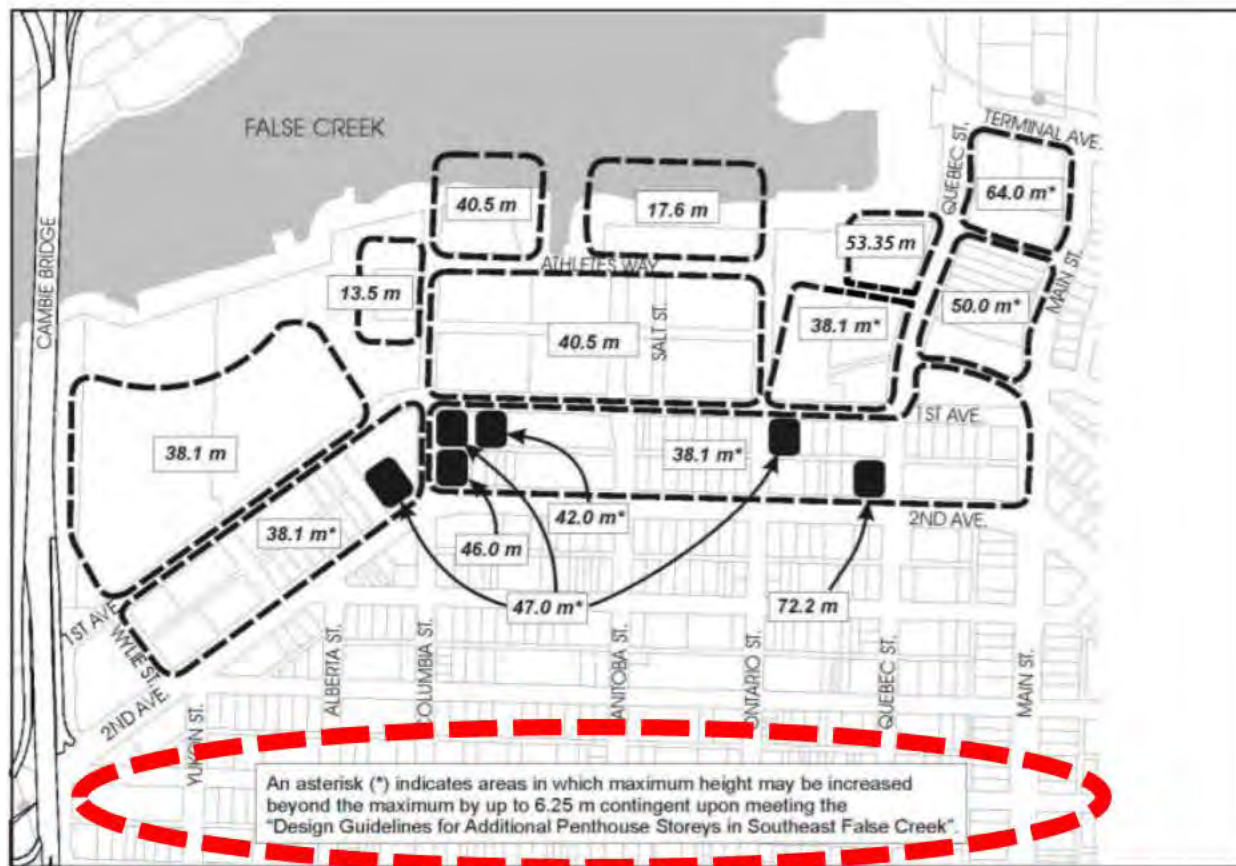 FALSE CREEK
CAMBIE BRIDGE
TERMINAL AVE.
QUEBEC ST.
64.0 m*
40.5 m
17.6 m
53.35 m
MAIN ST.
ATHLETES WAY
13.5 m
50.0 m*
38.1 m*
40.5 m
SALT ST.
1ST AVE.
38.1 m
38.1 m*
2ND AVE.
42.0 m*
38.1 m*
46.0 m
47.0 m*
72.2 m
1ST AVE.
WYLIE ST.
2ND AVE.
YUKON ST.
ALBERTA ST.
COLUMBIA ST.
ANITOBA ST.
ONTARIO ST.
QUEBEC ST.
MAIN ST.
An asterisk (*) indicates areas in which maximum height may be increased
beyond the maximum by up to 6.25 m contingent upon meeting the
"Design Guidelines for Additional Penthouse Storeys in Southeast False Creek".